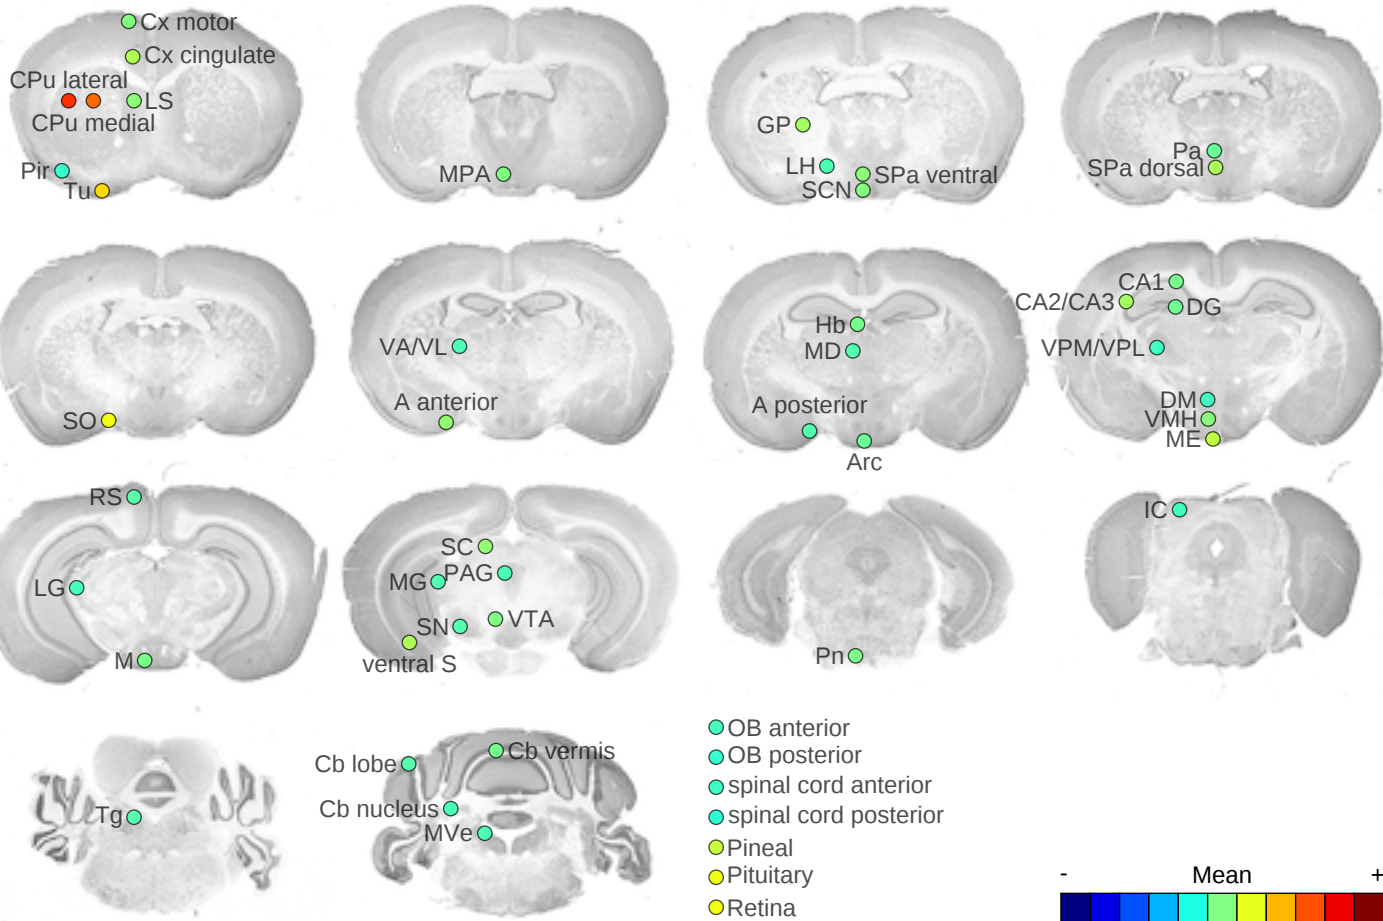 Cx motor
Cx cingulate
CPu lateral
LS
CPu medial
Pir
Tu
MPA
GP
LH
SPa ventral
SCN
Pa
SPa dorsal
SO
VA/VL
A anterior
Hb
MD
A posterior
Arc
CA1
CA2/CA3
DG
VPM/VPL
DM
VMH
ME
RS
LG
M
SC
MG
PAG
SN
VTA
ventral S
Pn
IC
Tg
Cb lobe
Cb vermis
Cb nucleus
MVe
OB anterior
OB posterior
spinal cord anterior
spinal cord posterior
Pineal
Pituitary
Retina
- Mean +